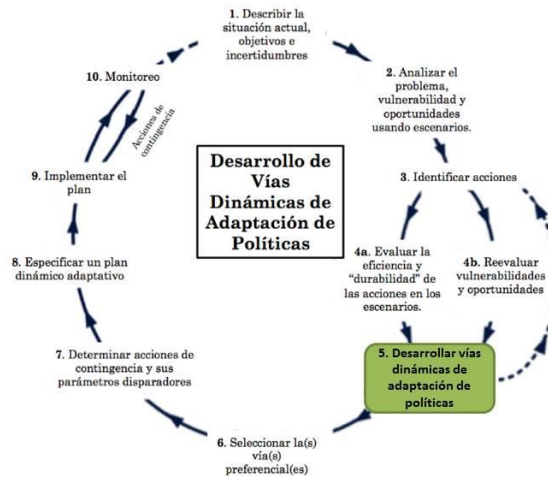 1. Describir la
situación actual,
objetivos e
incertidumbres
2. Analizar el
problema,
vulnerabilidad y
oportunidades
usando escenarios.
3. Identificar acciones
4a. Evaluar la
eficiencia y
"durabilidad" de
las acciones en los
escenarios.
4b. Reevaluar
vulnerabilidades
y oportunidades
5. Desarrollar vías
dinámicas de
adaptación de
políticas
6. Seleccionar la(s)
vía(s)
preferencial(es)
7. Determinar acciones de
contingencia y sus
parámetros disparadores
8. Especificar un plan
dinámico adaptativo
9. Implementar el
plan
10. Monitoreo
Acciones de
contingencia
Desarrollo de
Vías
Dinámicas de
Adaptación de
Políticas